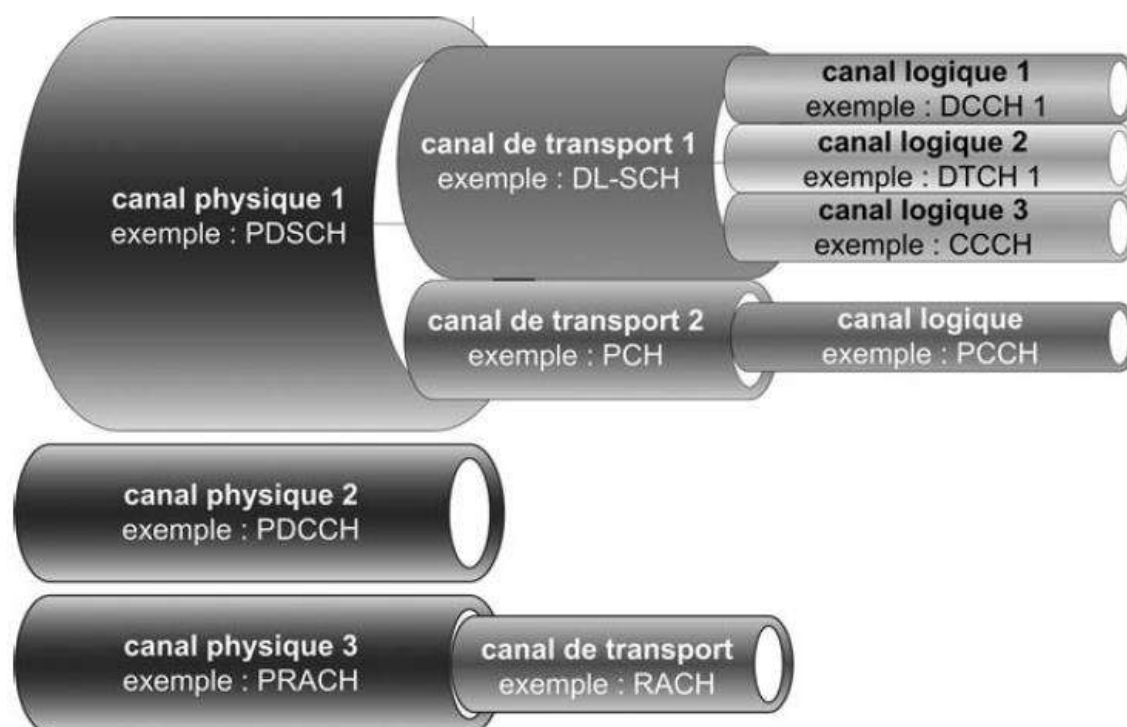 canal physique 1
exemple : PDSCH
canal de transport 1
exemple : DL-SCH
canal logique 1
exemple : DCCH 1
canal logique 2
exemple : DTCH 1
canal logique 3
exemple : CCCH
canal de transport 2
exemple : PCH
canal logique
exemple : PCCH
canal physique 2
exemple : PDCCH
canal physique 3
exemple : PRACH
canal de transport
exemple : RACH